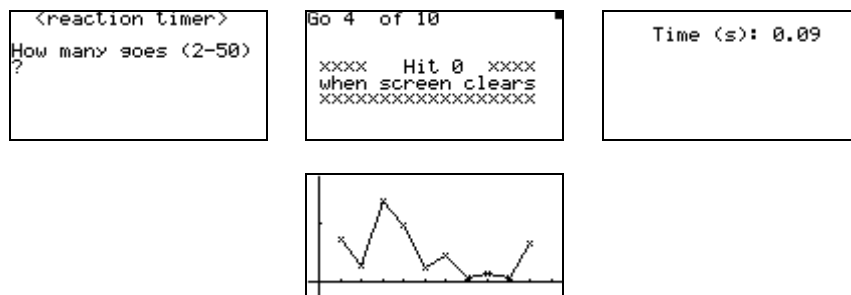 <reaction timer>
How many goes (2-50)
?
Go 4 of 10
xxxx Hit 0 xxxx
when screen clears
xxxxxxxxxxxxxxxxxx
Time (s): 0.09